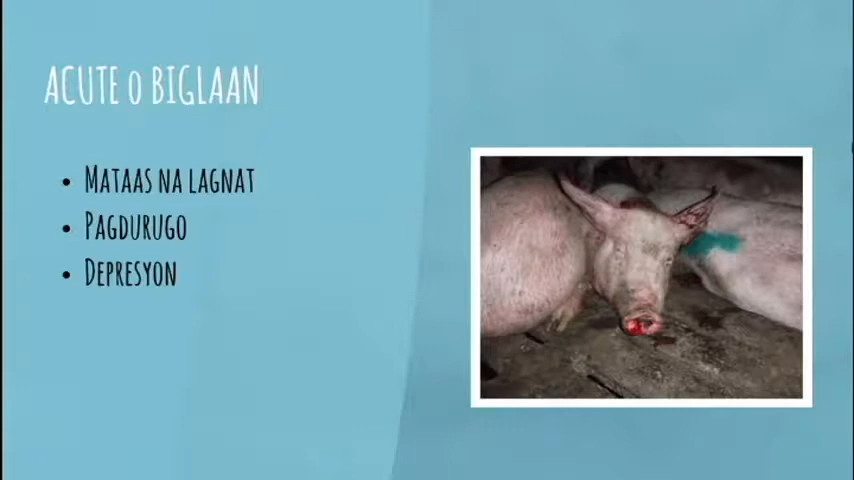 ACUTE o BIGLAAN
• Mataas na lagnat
• Pagdurugo
• Depresyon